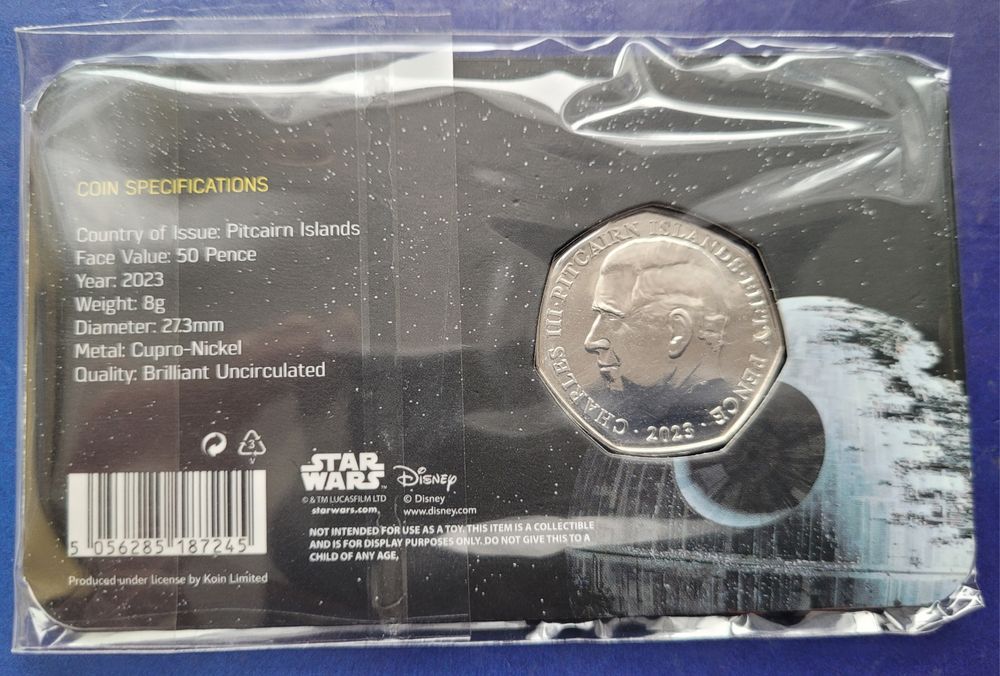 COIN SPECIFICATIONS
Country of Issue: Pitcairn Islands
Face Value: 50 Pence
Year: 2023
Weight: 8g
Diameter: 27.3mm
Metal: Cupro-Nickel
Quality: Brilliant Uncirculated
CHARLES III · PITCAIRN ISLANDS · FIFTY PENCE
· 2023 ·
3
V
5 056285 187245
Produced under license by Koin Limited
STAR
WARS
© & TM LUCASFILM LTD
starwars.com
Disney
© Disney
www.disney.com
NOT INTENDED FOR USE AS A TOY. THIS ITEM IS A COLLECTIBLE
AND IS FOR DISPLAY PURPOSES ONLY. DO NOT GIVE THIS TO A
CHILD OF ANY AGE,